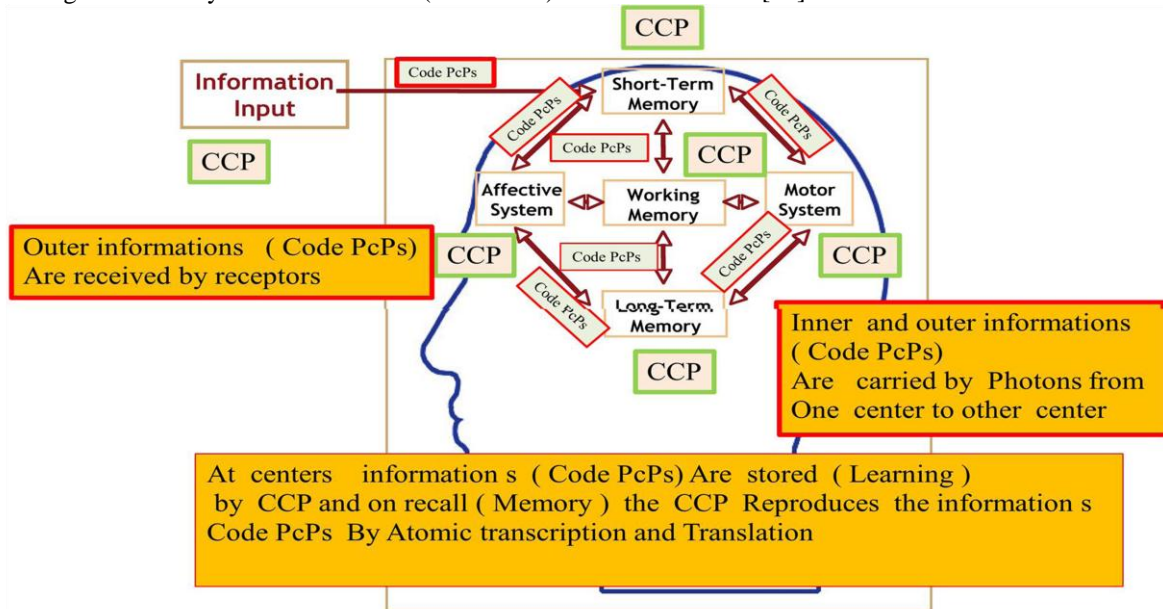 CCP
Code PcPs
Information
Input
Short-Term
Memory
Code PcPs
Code PcPs
CCP
Code PcPs
CCP
Affective
System
Working
Memory
Motor
System
Outer informations ( Code PcPs)
Are received by receptors
CCP
Code PcPs
Code PcPs
CCP
Code PcPs
Long-Term
Memory
CCP
Inner and outer informations
( Code PcPs)
Are carried by Photons from
One center to other center
At centers information s ( Code PcPs) Are stored ( Learning )
by CCP and on recall ( Memory ) the CCP Reproduces the information s
Code PcPs By Atomic transcription and Translation